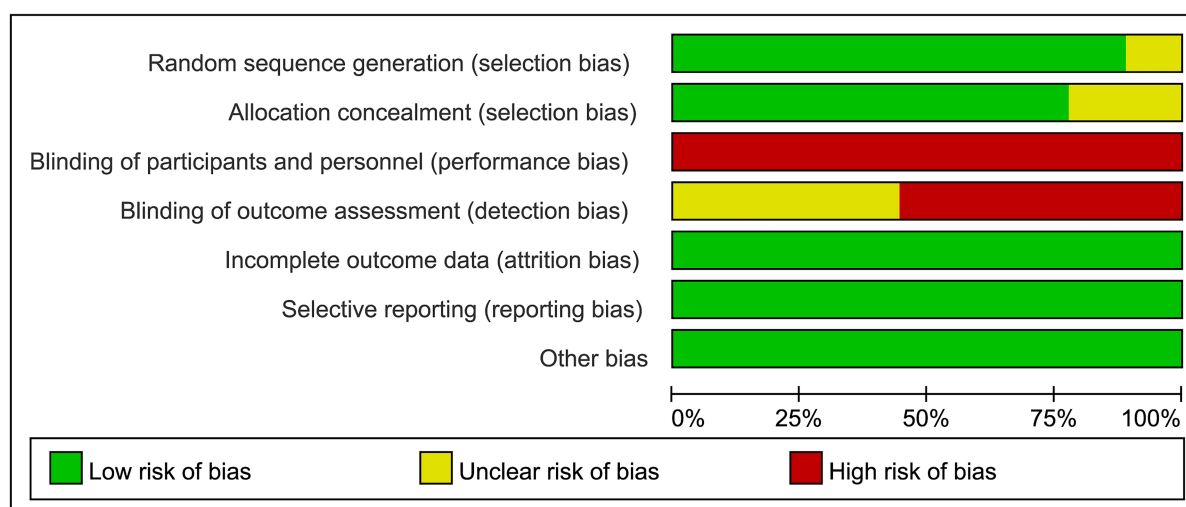 Random sequence generation (selection bias)
Allocation concealment (selection bias)
Blinding of participants and personnel (performance bias)
Blinding of outcome assessment (detection bias)
Incomplete outcome data (attrition bias)
Selective reporting (reporting bias)
Other bias
0% 25% 50% 75% 100%
Low risk of bias Unclear risk of bias High risk of bias